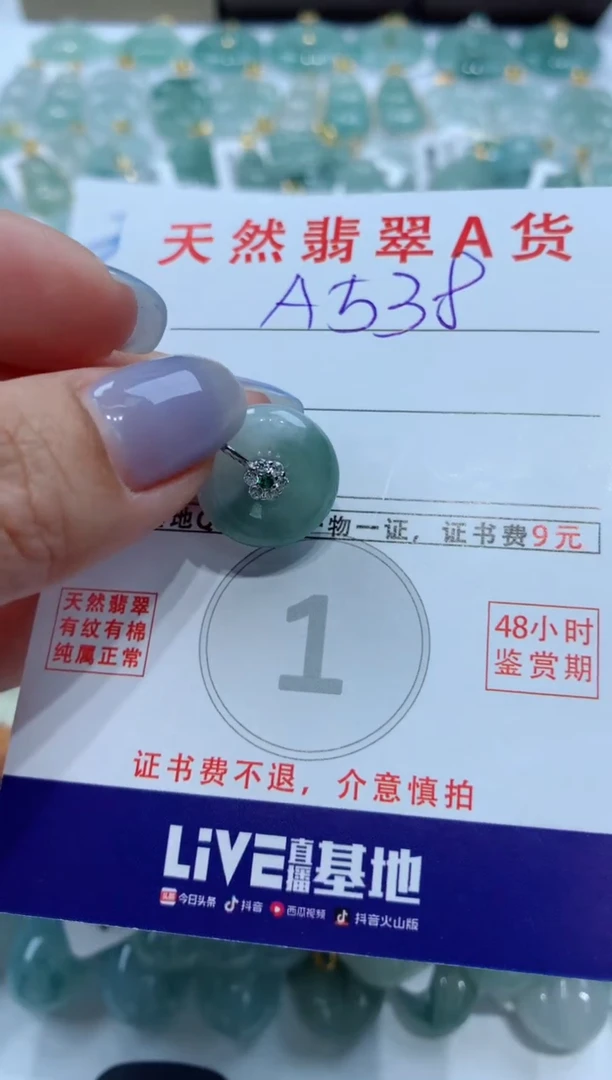 天然翡翠A货
A538
物一证，证书费9元
天然翡翠
有纹有棉
纯属正常
1
48小时
鉴赏期
证书费不退，介意慎拍
LiVE直播基地
头条 今日头条 抖音 西瓜视频 抖音火山版